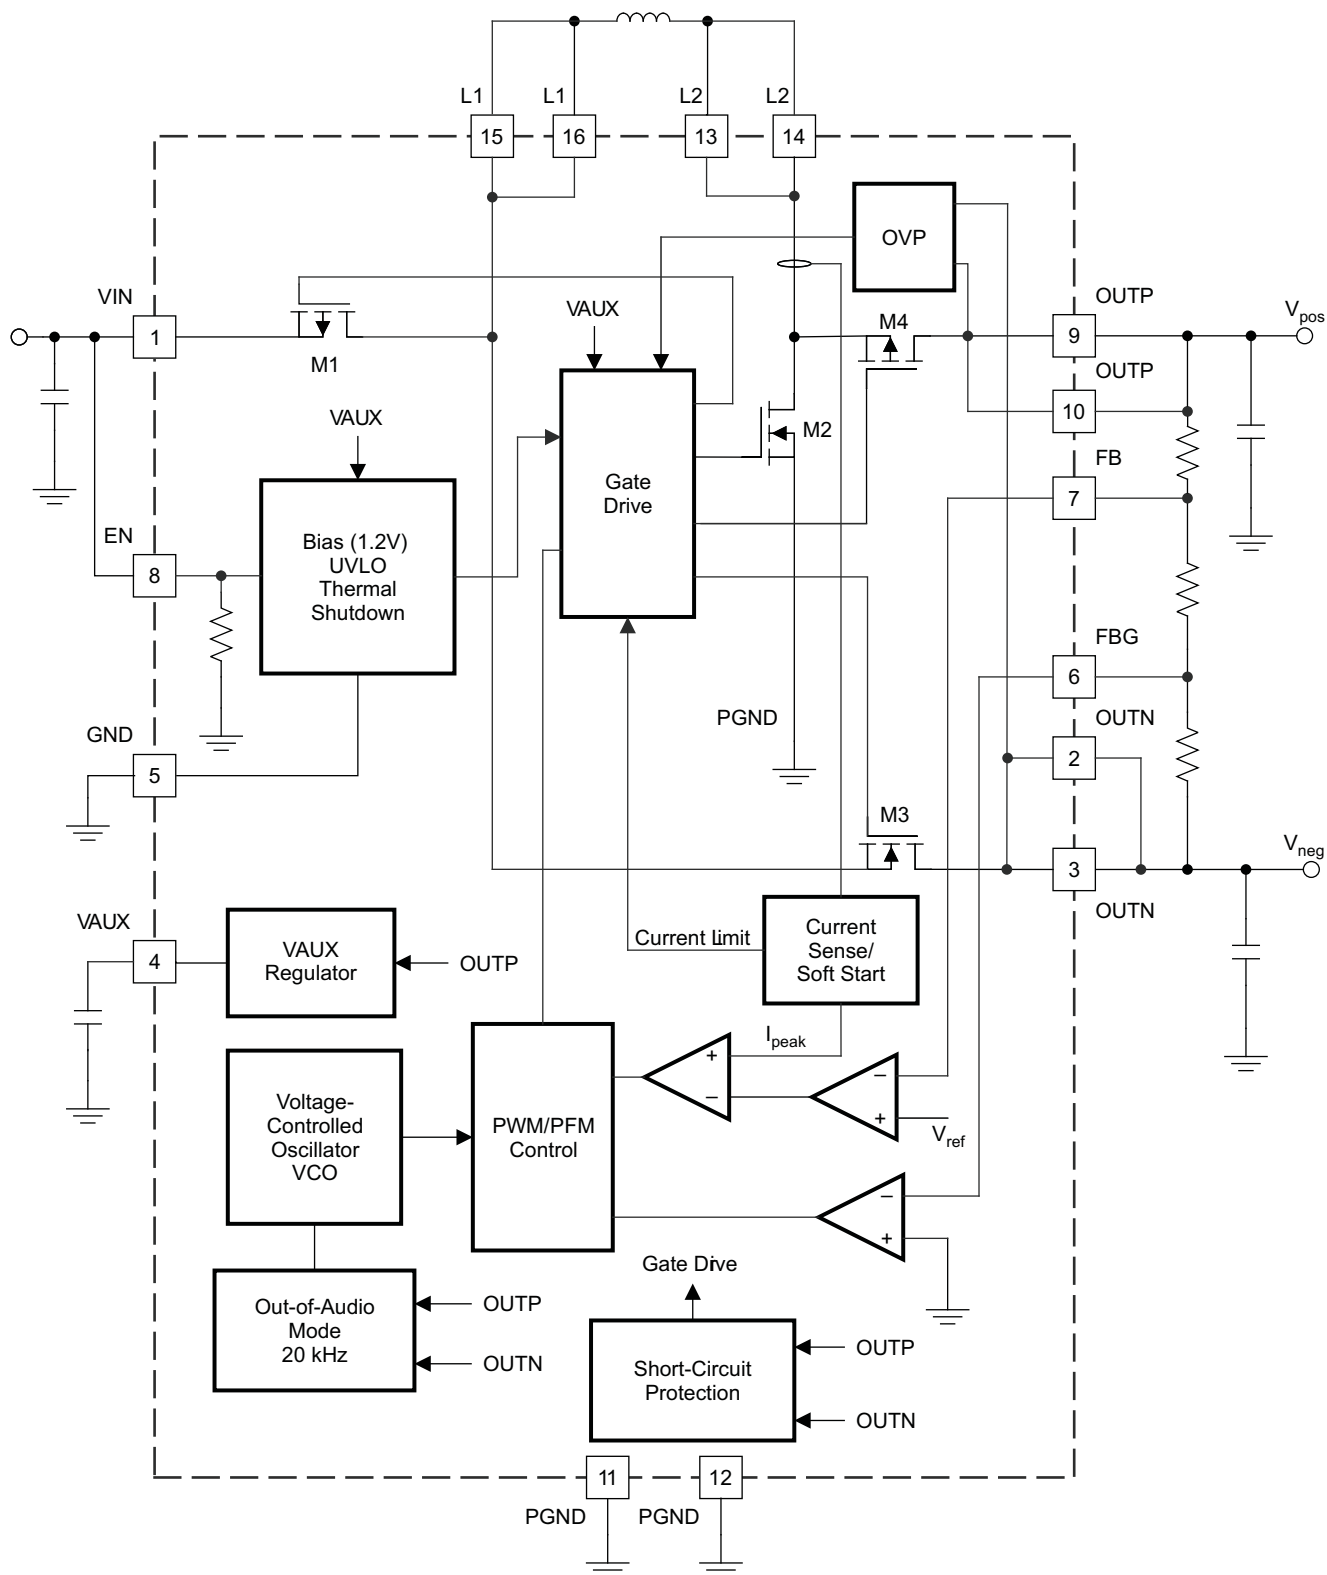 L1
L1
L2
L2
15
16
13
14
OVP
VIN
1
M1
VAUX
M4
OUTP
9
Vpos
OUTP
10
VAUX
M2
Gate
Drive
FB
7
EN
8
Bias (1.2V)
UVLO
Thermal
Shutdown
FBG
6
PGND
OUTN
2
GND
5
M3
3
Vneg
OUTN
VAUX
4
VAUX
Regulator
OUTP
Current Limit
Current
Sense/
Soft Start
Ipeak
+
–
–
+
Vref
Voltage-
Controlled
Oscillator
VCO
PWM/PFM
Control
–
+
Gate Dive
Out-of-Audio
Mode
20 kHz
OUTP
OUTN
Short-Circuit
Protection
OUTP
OUTN
11
12
PGND
PGND